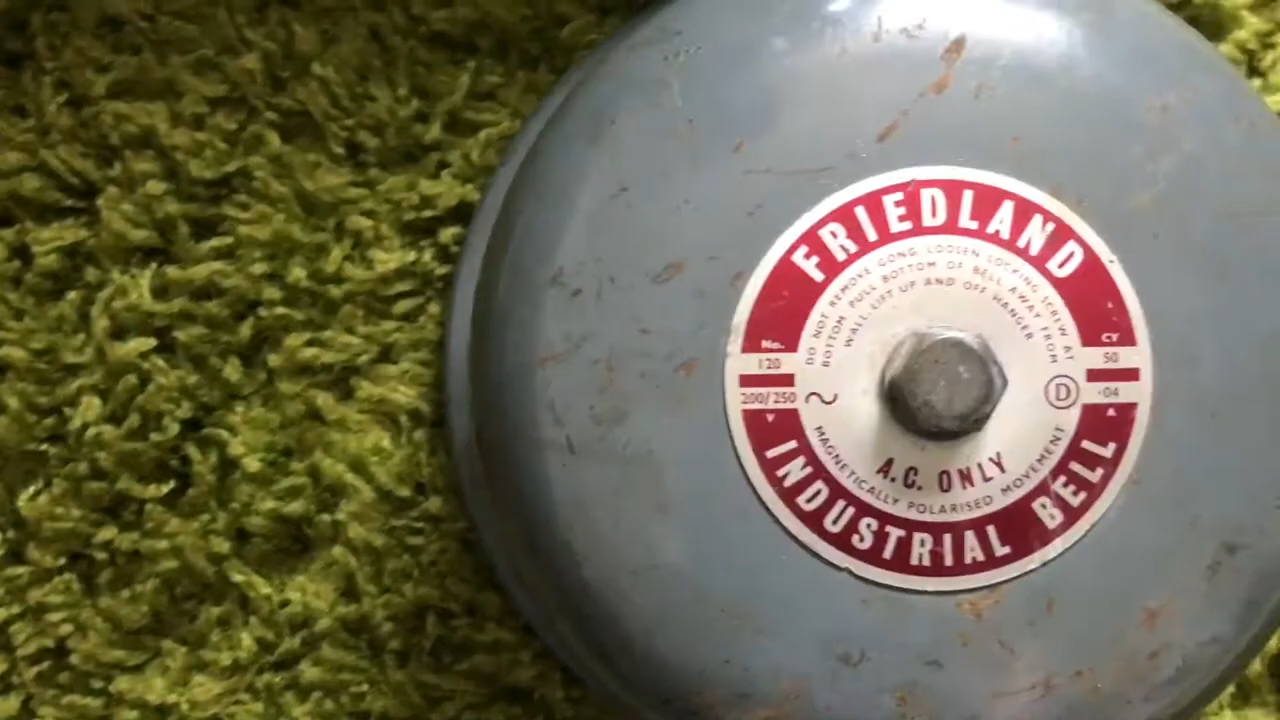 FRIEDLAND
DO NOT REMOVE GONG, LOOSEN LOCKING SCREW AT
BOTTOM PULL BOTTOM OF BELL AWAY FROM
WALL, LIFT UP AND OFF HANGER
No.
120
200/250
V
CY
50
·04
A
D
A.C. ONLY
MAGNETICALLY POLARISED MOVEMENT
INDUSTRIAL BELL